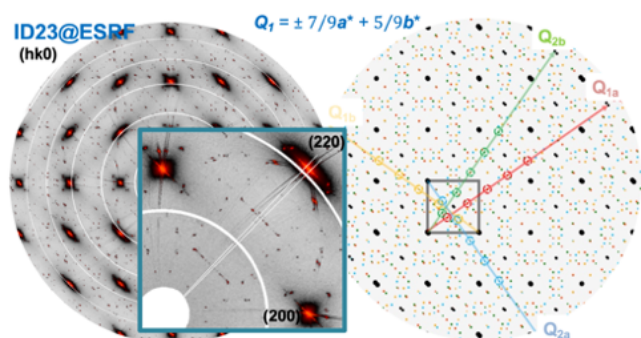 ID23@ESRF
(hk0)
Q₁ = ± 7/9a* + 5/9b*
Q₂b
Q₁a
Q₁b
(220)
(200)
Q₂a